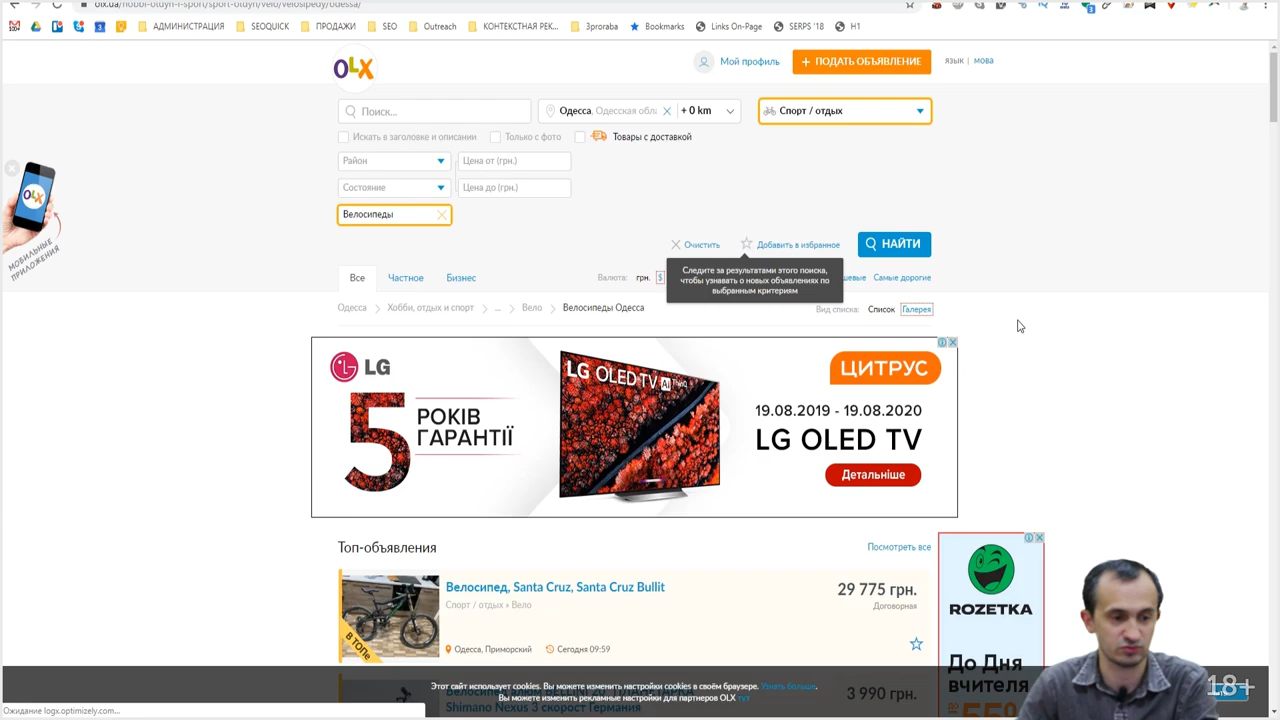 olx.ua/hobbi-otdyh-i-sport/sport-otdyh/velo/velosipedy/odessa/
АДМИНИСТРАЦИЯ SEOQUICK ПРОДАЖИ SEO Outreach КОНТЕКСТНАЯ РЕК... 3proraba Bookmarks Links On-Page SERPS '18 H1
OLX
Мой профиль + ПОДАТЬ ОБЪЯВЛЕНИЕ язык | мова
Поиск... Одесса, Одесская обла + 0 km Спорт / отдых
Искать в заголовке и описании Только с фото Товары с доставкой
Район Цена от (грн.)
Состояние Цена до (грн.)
Велосипеды
OLX
МОБИЛЬНЫЕ
ПРИЛОЖЕНИЯ
Очистить Добавить в избранное НАЙТИ
Следите за результатами этого поиска,
чтобы узнавать о новых объявлениях по
выбранным критериям
Все Частное Бизнес Валюта: грн. $ шевые Самые дорогие
Одесса Хобби, отдых и спорт ... Вело Велосипеды Одесса Вид списка: Список Галерея
LG
5 РОКІВ
ГАРАНТІЇ
LG OLED TV AI ThinQ
ЦИТРУС
19.08.2019 - 19.08.2020
LG OLED TV
Детальніше
Топ-объявления Посмотреть все
Велосипед, Santa Cruz, Santa Cruz Bullit 29 775 грн.
Спорт / отдых » Вело Договорная
В ТОПе
Одесса, Приморский Сегодня 09:59
ROZETKA
До Дня
вчителя
55%
3 990 грн.
Shimano Nexus 3 скорост Германия
Этот сайт использует cookies. Вы можете изменить настройки cookies в своём браузере. Узнать больше.
Вы можете изменить рекламные настройки для партнеров OLX тут
18+
Ожидание logx.optimizely.com...